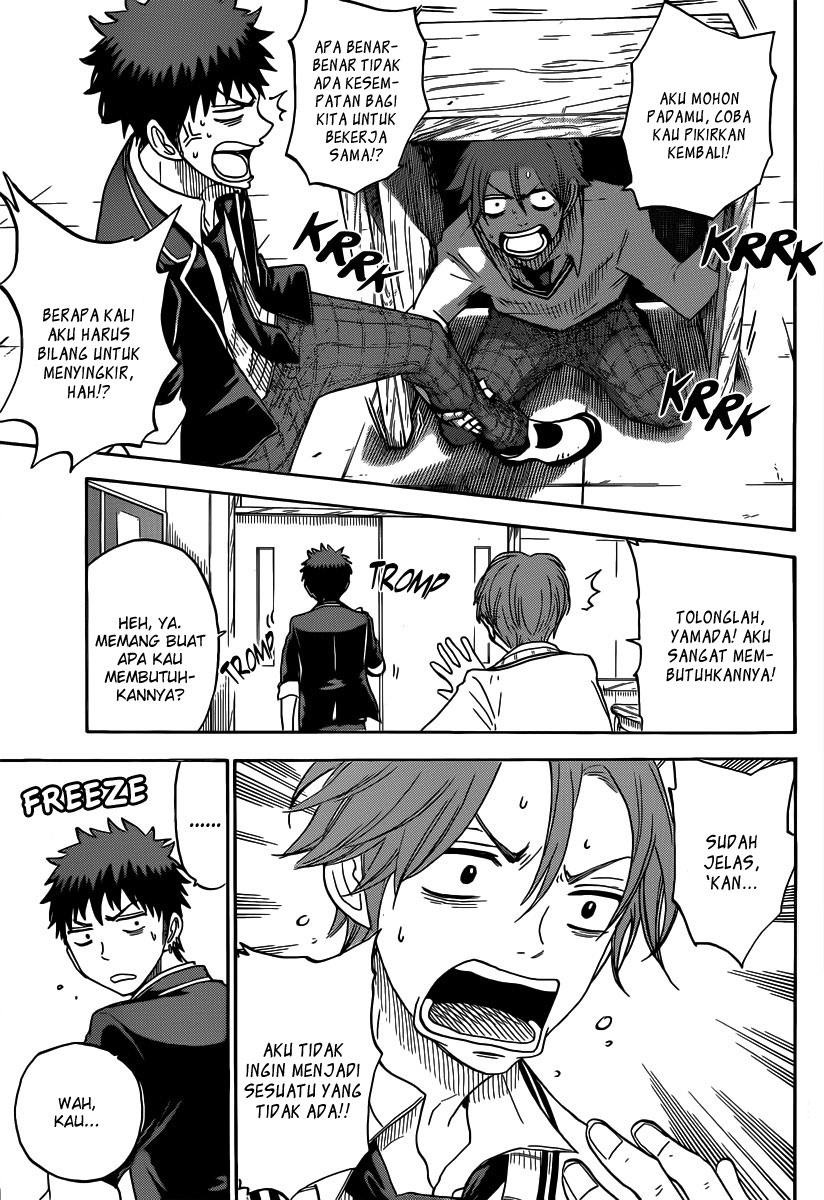 AKU MOHON
PADAMU, COBA
KAU PIKIRKAN
KEMBALI!
APA BENAR-
BENAR TIDAK
ADA KESEM-
PATAN BAGI
KITA UNTUK
BEKERJA
SAMA!?
KRRK
KRRK
KRRK
BERAPA KALI
AKU HARUS
BILANG UNTUK
MENYINGKIR,
HAH!?
TOLONGLAH,
YAMADA! AKU
SANGAT MEM-
BUTUHKANNYA!
TROMP
TROMP
HEH, YA.
MEMANG BUAT
APA KAU
MEMBUTUH-
KANNYA?
SUDAH
JELAS,
'KAN...
AKU TIDAK
INGIN MENJADI
SESUATU YANG
TIDAK ADA!!
......
FREEZE
WAH,
KAU...